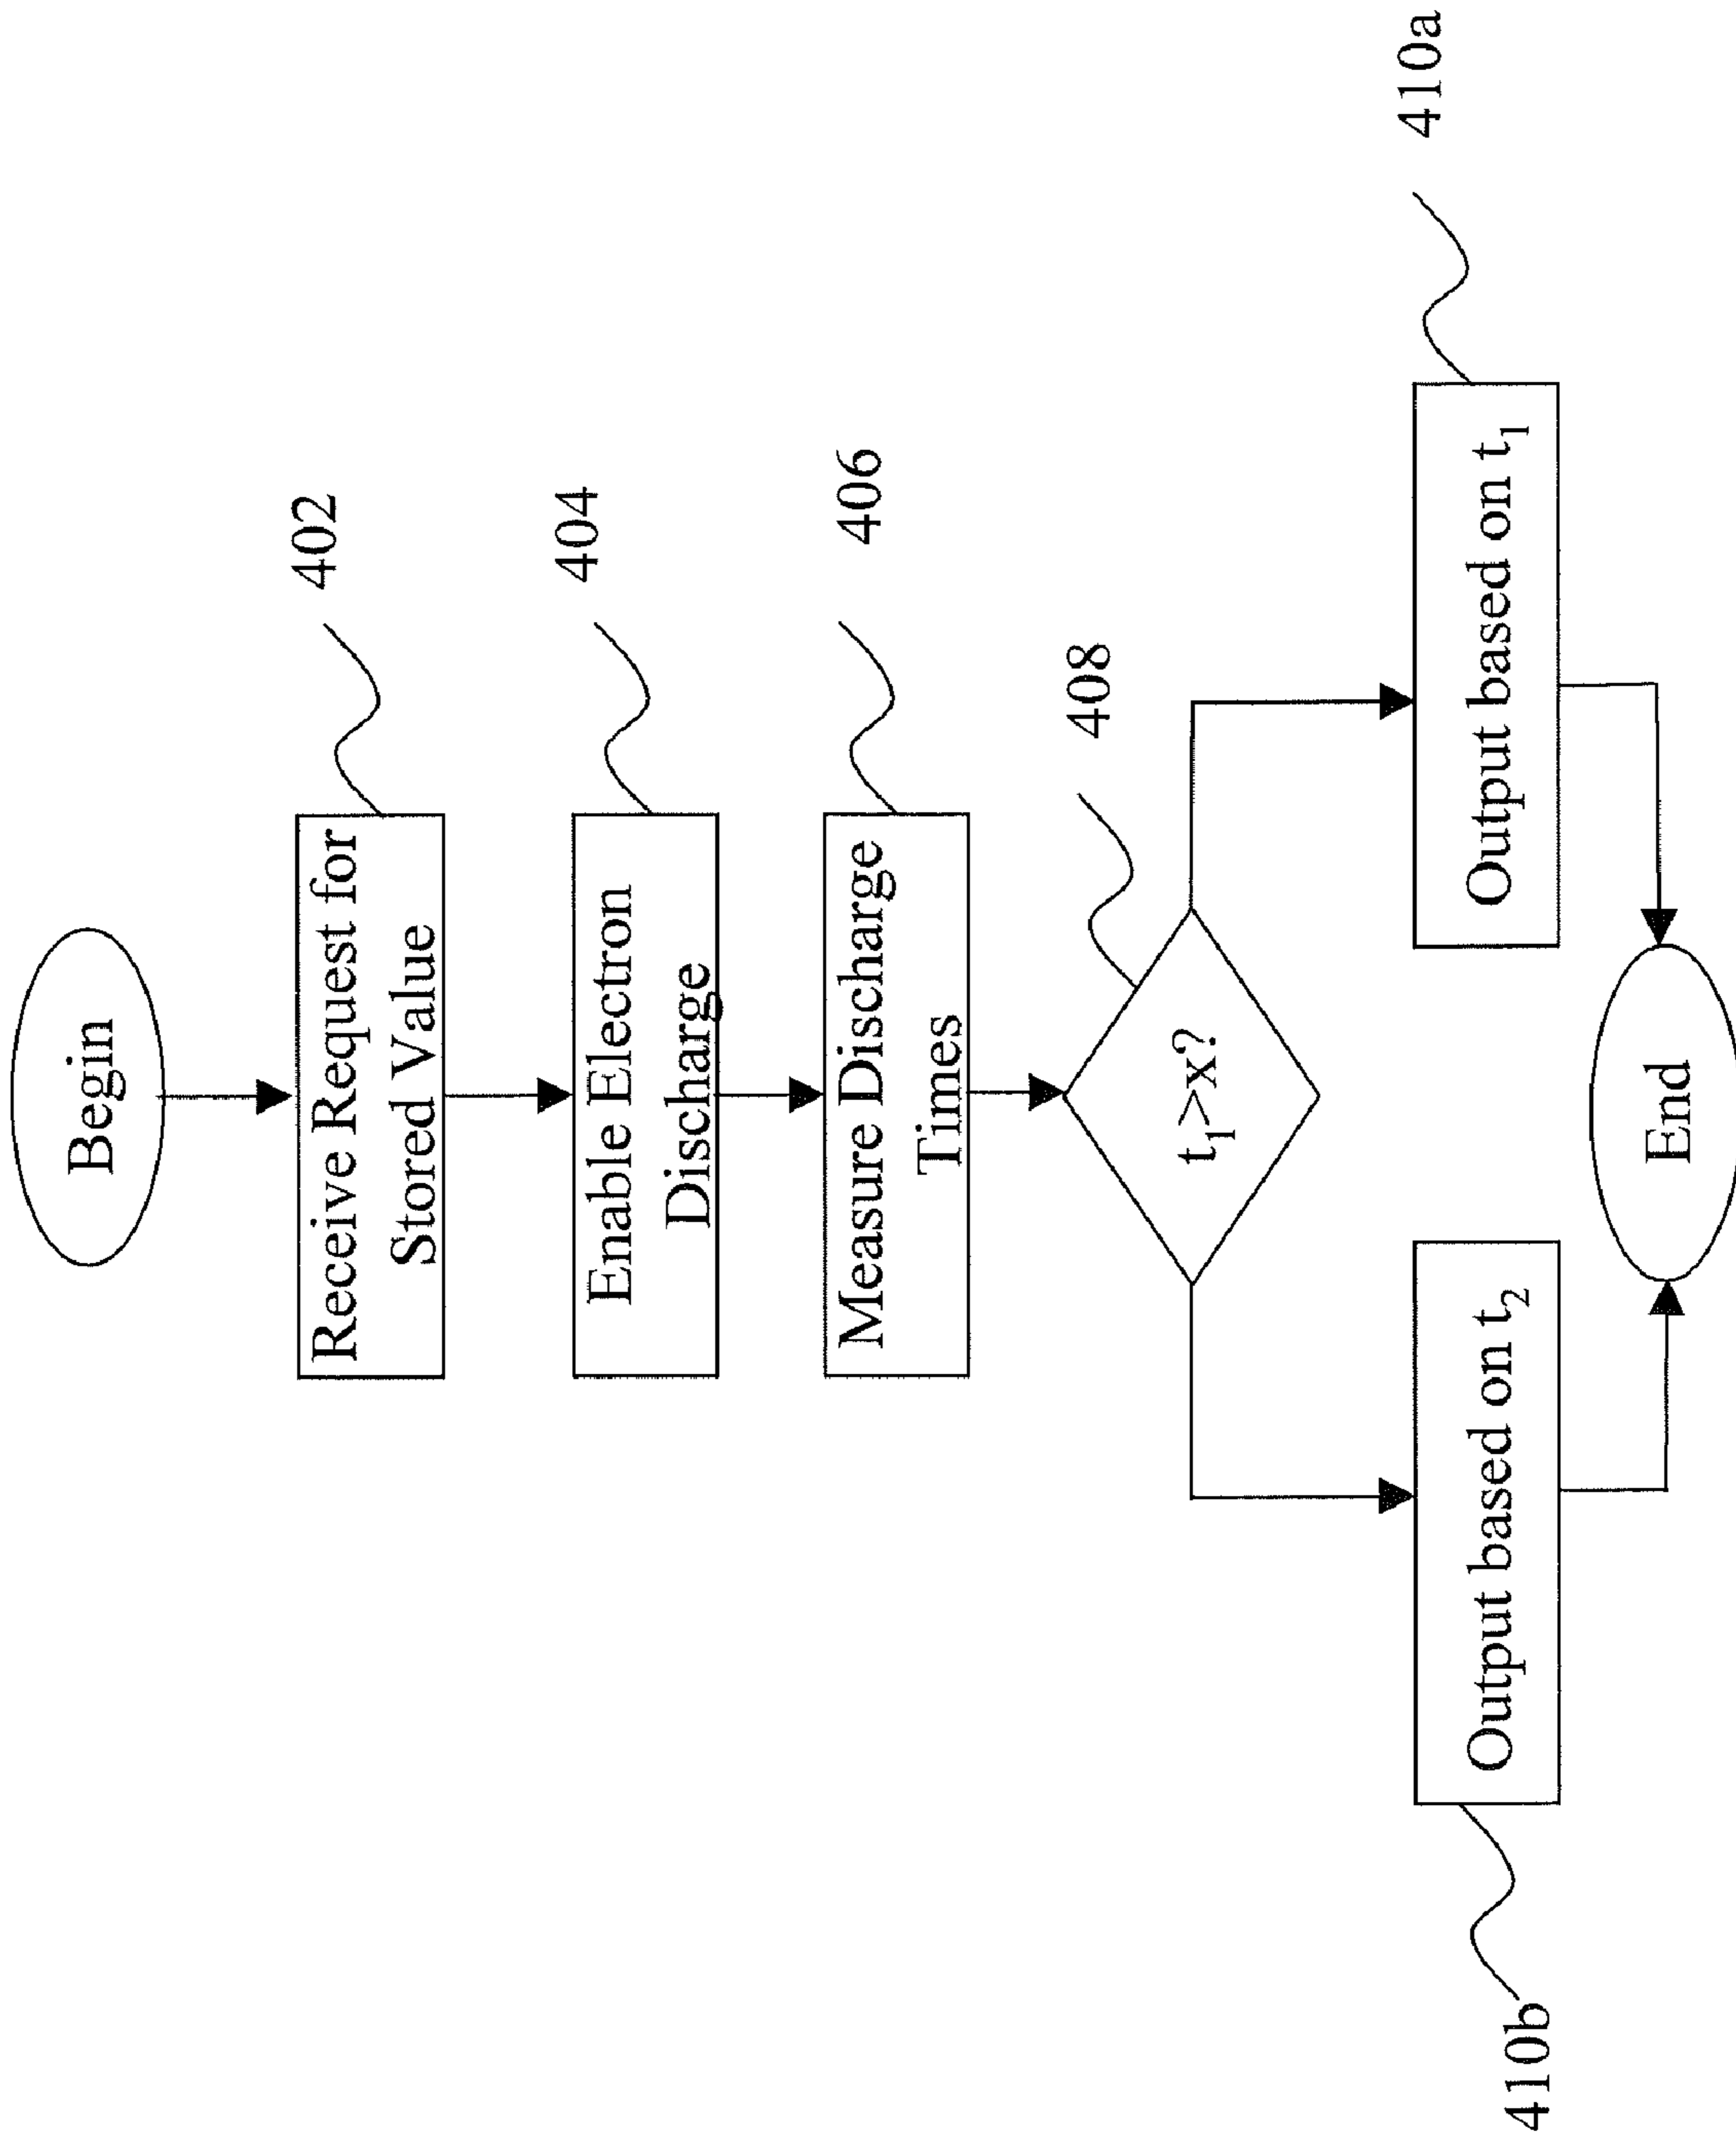 Begin
Receive Request for
Stored Value
402
Enable Electron
Discharge
404
Measure Discharge
Times
406
t₁>x?
408
Output based on t₂
410b
Output based on t₁
410a
End